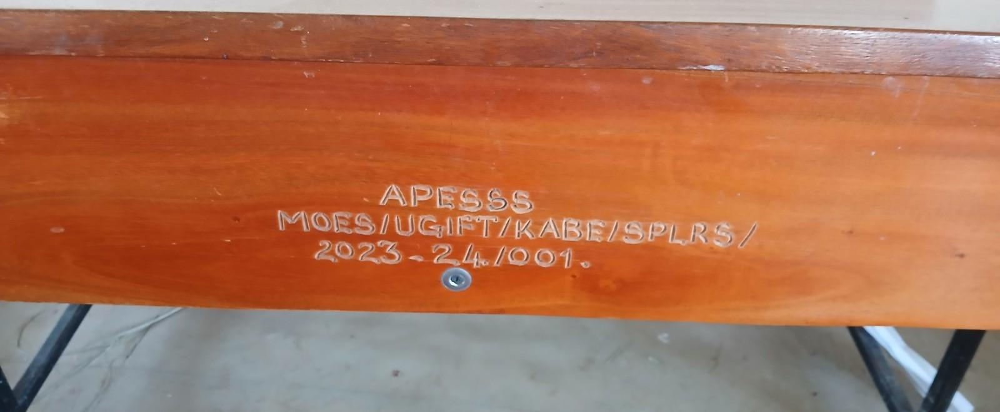 APESSS
MOES/UGIFT/KABE/SPLRS/
2023-24/001.